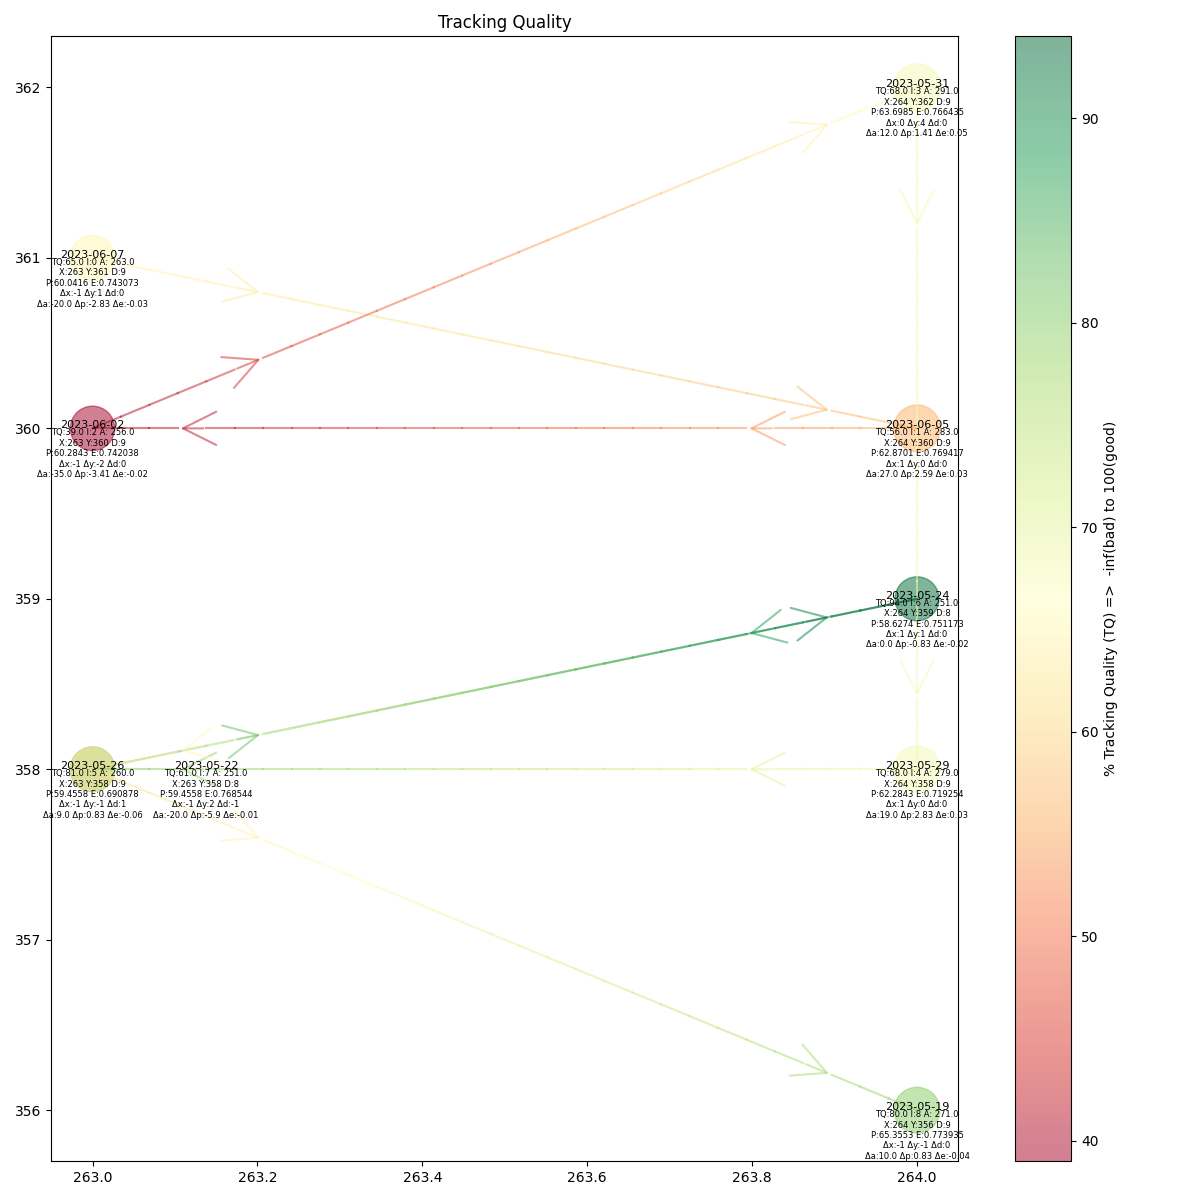 Tracking Quality
362
361
360
359
358
357
356
2023-05-31
TQ:68.0 I:3 A: 291.0
X:264 Y:362 D:9
P:63.6985 E:0.766435
Δx:0 Δy:4 Δd:0
Δa:12.0 Δp:1.41 Δe:0.05
2023-06-07
TQ:65.0 I:0 A: 263.0
X:263 Y:361 D:9
P:60.0416 E:0.743073
Δx:-1 Δy:1 Δd:0
Δa:-20.0 Δp:-2.83 Δe:-0.03
2023-06-02
TQ:39.0 I:2 A: 256.0
X:263 Y:360 D:9
P:60.2843 E:0.742038
Δx:-1 Δy:-2 Δd:0
Δa:-35.0 Δp:-3.41 Δe:-0.02
2023-06-05
TQ:56.0 I:1 A: 283.0
X:264 Y:360 D:9
P:62.8701 E:0.769417
Δx:1 Δy:0 Δd:0
Δa:27.0 Δp:2.59 Δe:0.03
2023-05-24
TQ:94.0 I:6 A: 251.0
X:264 Y:359 D:8
P:58.6274 E:0.751173
Δx:1 Δy:1 Δd:0
Δa:0.0 Δp:-0.83 Δe:-0.02
2023-05-26
TQ:81.0 I:5 A: 260.0
X:263 Y:358 D:9
P:59.4558 E:0.690878
Δx:-1 Δy:-1 Δd:1
Δa:9.0 Δp:0.83 Δe:-0.06
2023-05-22
TQ:61.0 I:7 A: 251.0
X:263 Y:358 D:8
P:59.4558 E:0.768544
Δx:-1 Δy:2 Δd:-1
Δa:-20.0 Δp:-5.9 Δe:-0.01
2023-05-29
TQ:68.0 I:4 A: 279.0
X:264 Y:358 D:9
P:62.2843 E:0.719254
Δx:1 Δy:0 Δd:0
Δa:19.0 Δp:2.83 Δe:0.03
2023-05-19
TQ:80.0 I:8 A: 271.0
X:264 Y:356 D:9
P:65.3553 E:0.773935
Δx:-1 Δy:-1 Δd:0
Δa:10.0 Δp:0.83 Δe:-0.04
263.0 263.2 263.4 263.6 263.8 264.0
90
80
70
60
50
40
% Tracking Quality (TQ) => -inf(bad) to 100(good)